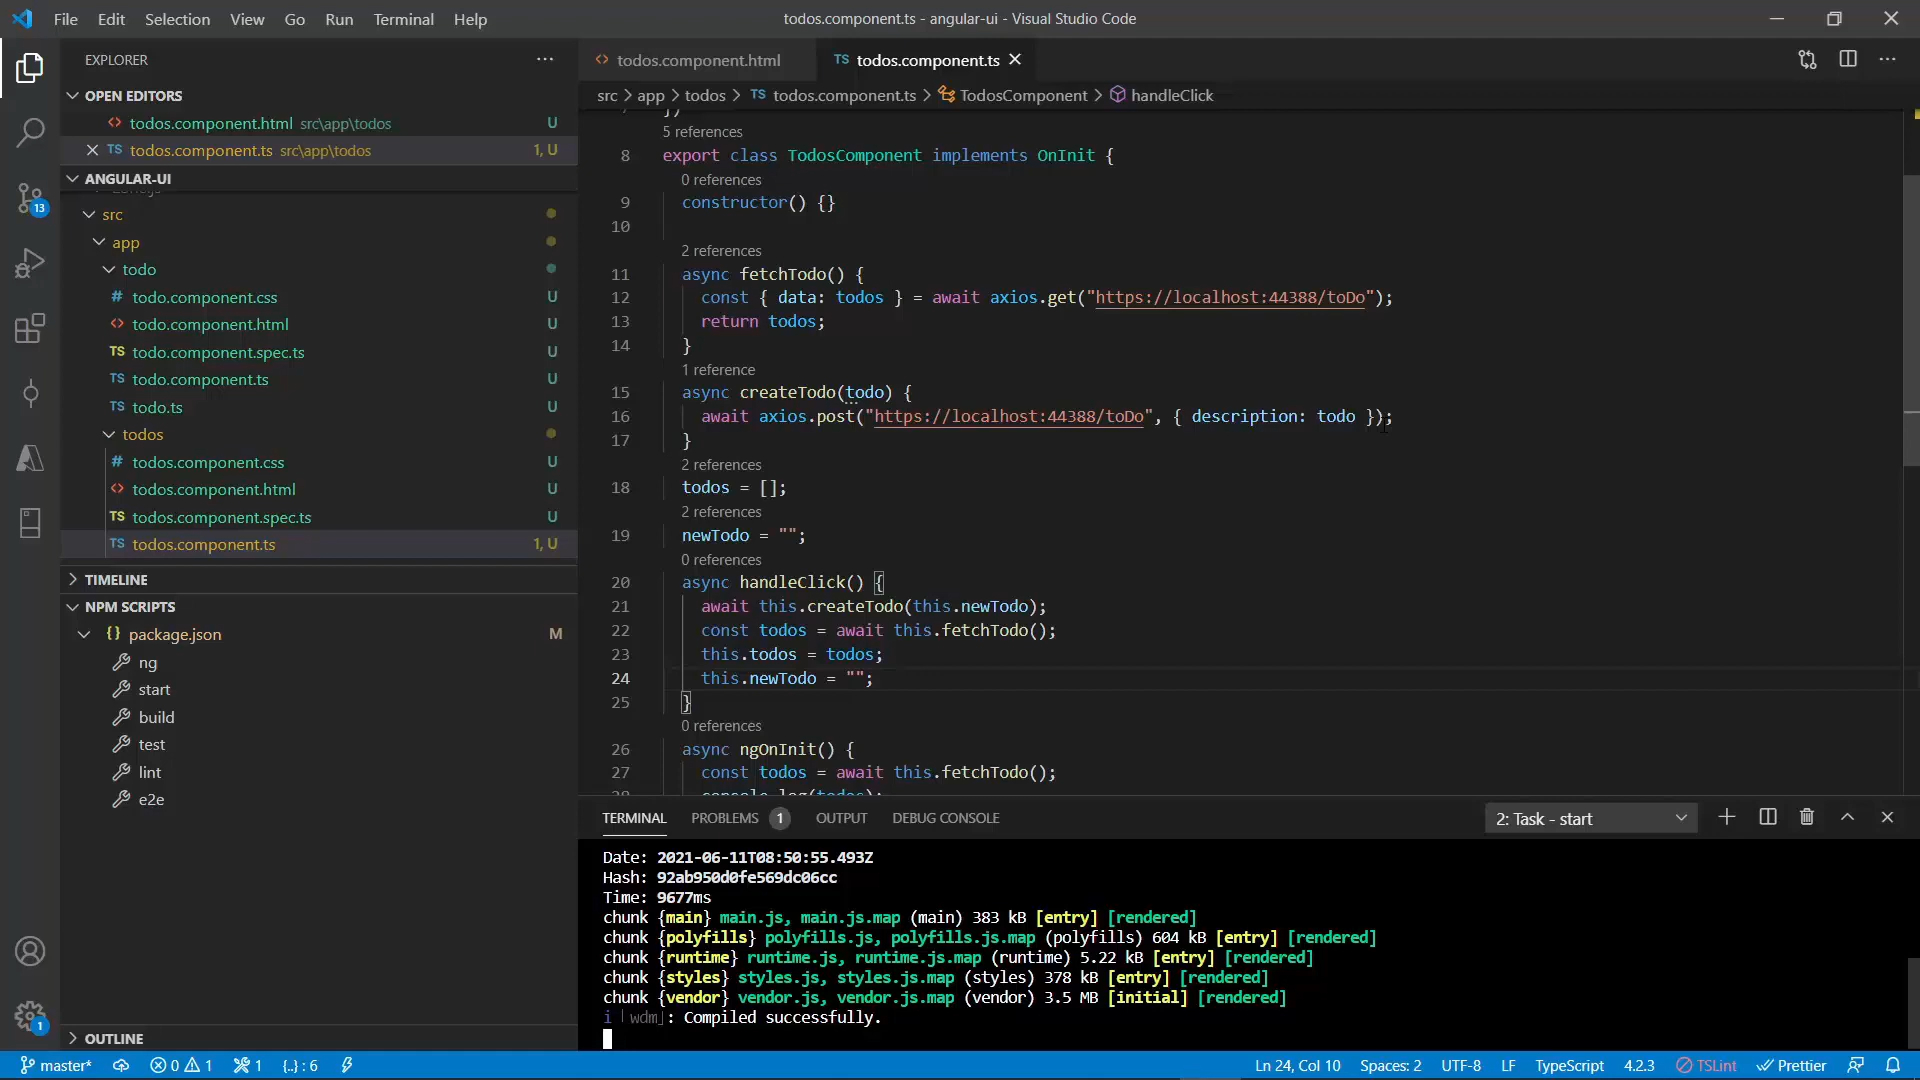 File Edit Selection View Go Run Terminal Help
todos.component.ts - angular-ui - Visual Studio Code
EXPLORER
OPEN EDITORS
todos.component.html src\app\todos U
TS todos.component.ts src\app\todos 1, U
ANGULAR-UI
src
app
todo
# todo.component.css U
todo.component.html U
TS todo.component.spec.ts U
TS todo.component.ts U
TS todo.ts U
todos
# todos.component.css U
todos.component.html U
TS todos.component.spec.ts U
TS todos.component.ts 1, U
TIMELINE
NPM SCRIPTS
{} package.json M
ng
start
build
test
lint
e2e
OUTLINE
13
1
todos.component.html
TS todos.component.ts
src > app > todos > TS todos.component.ts > TodosComponent > handleClick
5 references
8 export class TodosComponent implements OnInit {
0 references
9 constructor() {}
10
2 references
11 async fetchTodo() {
12 const { data: todos } = await axios.get("https://localhost:44388/toDo");
13 return todos;
14 }
1 reference
15 async createTodo(todo) {
16 await axios.post("https://localhost:44388/toDo", { description: todo });
17 }
2 references
18 todos = [];
2 references
19 newTodo = "";
0 references
20 async handleClick() {
21 await this.createTodo(this.newTodo);
22 const todos = await this.fetchTodo();
23 this.todos = todos;
24 this.newTodo = "";
25 }
0 references
26 async ngOnInit() {
27 const todos = await this.fetchTodo();
28 console.log(todos);
TERMINAL PROBLEMS 1 OUTPUT DEBUG CONSOLE
2: Task - start
Date: 2021-06-11T08:50:55.493Z
Hash: 92ab950d0fe569dc06cc
Time: 9677ms
chunk {main} main.js, main.js.map (main) 383 kB [entry] [rendered]
chunk {polyfills} polyfills.js, polyfills.js.map (polyfills) 604 kB [entry] [rendered]
chunk {runtime} runtime.js, runtime.js.map (runtime) 5.22 kB [entry] [rendered]
chunk {styles} styles.js, styles.js.map (styles) 378 kB [entry] [rendered]
chunk {vendor} vendor.js, vendor.js.map (vendor) 3.5 MB [initial] [rendered]
i ｢wdm｣: Compiled successfully.
master* 0 1 1 {..} : 6
Ln 24, Col 10 Spaces: 2 UTF-8 LF TypeScript 4.2.3 TSLint Prettier